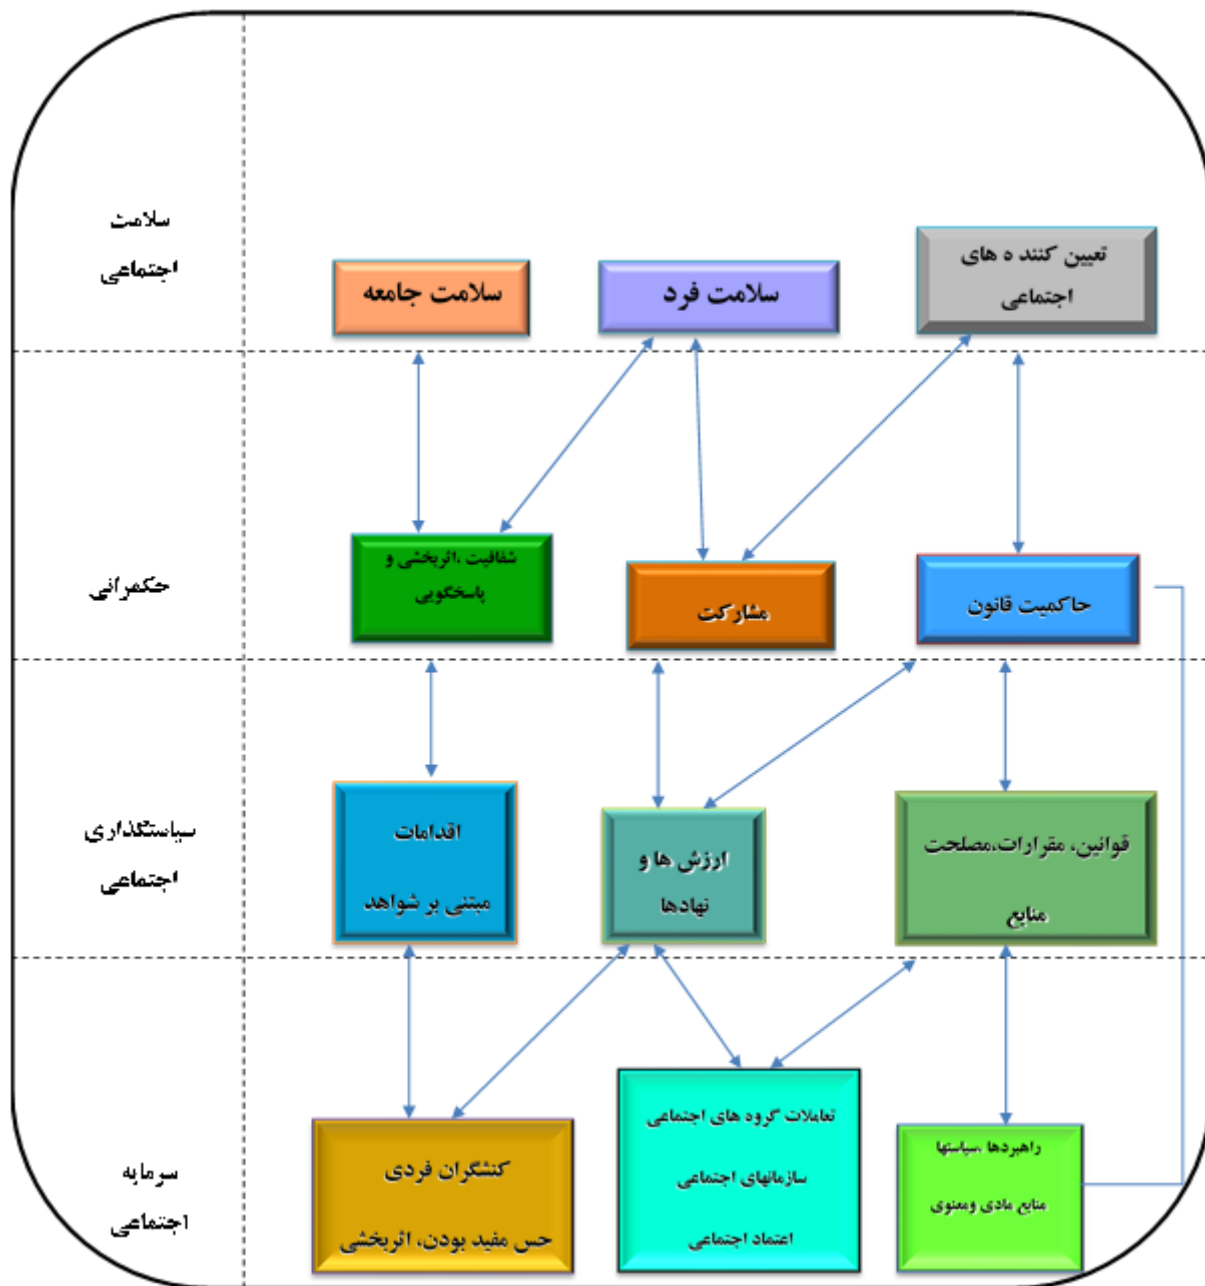 سلامت
اجتماعی
تعیین کنند ه های
اجتماعی
سلامت فرد
سلامت جامعه
حکمرانی
حاکمیت قانون
مشارکت
شفافیت ،اثربخشی و
پاسخگویی
سیاستگذاری
اجتماعی
قوانین، مقرارات،مصلحت
منابع
ارزش ها و
نهادها
اقدامات
مبتنی بر شواهد
سرمایه
اجتماعی
راهبردها ،سیاستها
منابع مادی ومعنوی
تعاملات گروه های اجتماعی
سازمانهای اجتماعی
اعتماد اجتماعی
کنشگران فردی
حس مفید بودن، اثربخشی